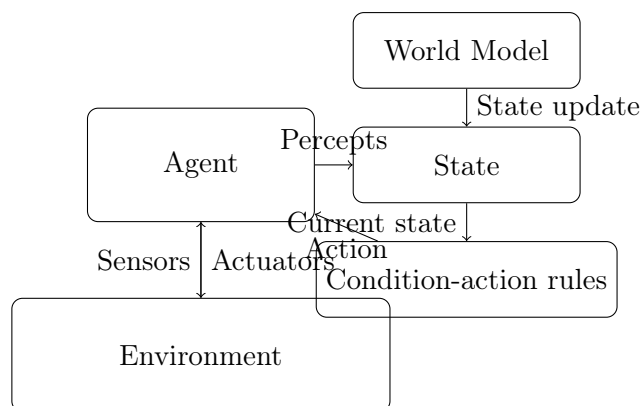 World Model
State update
Percepts
Agent
State
Current state
Action
Sensors
Actuators
Condition-action rules
Environment